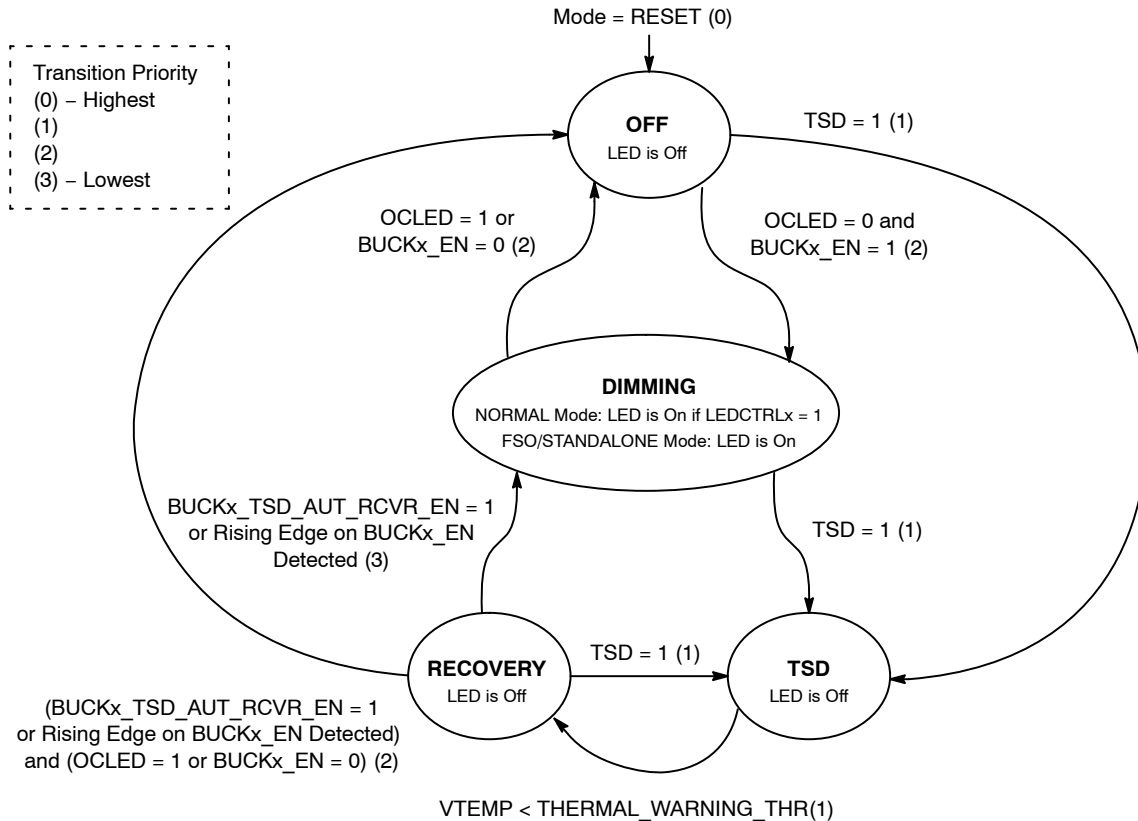 Mode = RESET (0)
Transition Priority
(0) – Highest
(1)
(2)
(3) – Lowest
OFF
LED is Off
TSD = 1 (1)
OCLED = 1 or
BUCKx_EN = 0 (2)
OCLED = 0 and
BUCKx_EN = 1 (2)
DIMMING
NORMAL Mode: LED is On if LEDCTRLx = 1
FSO/STANDALONE Mode: LED is On
BUCKx_TSD_AUT_RCVR_EN = 1
or Rising Edge on BUCKx_EN
Detected (3)
TSD = 1 (1)
RECOVERY
LED is Off
TSD = 1 (1)
TSD
LED is Off
(BUCKx_TSD_AUT_RCVR_EN = 1
or Rising Edge on BUCKx_EN Detected)
and (OCLED = 1 or BUCKx_EN = 0) (2)
VTEMP < THERMAL_WARNING_THR(1)